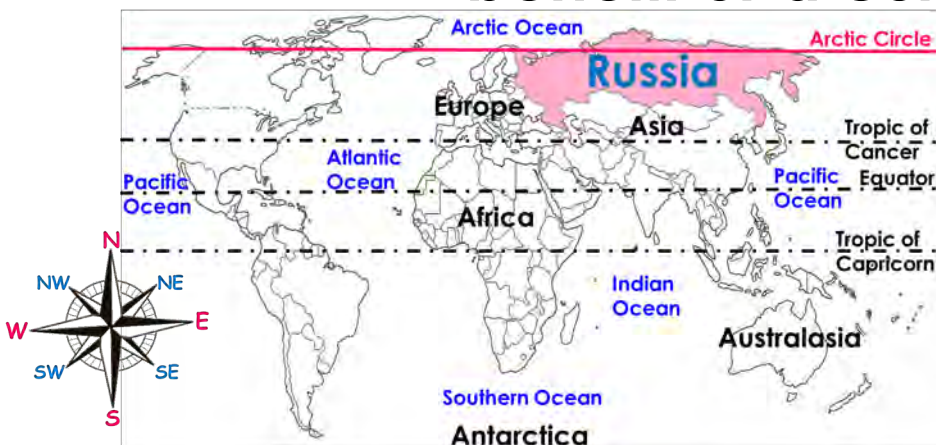 Arctic Ocean
Arctic Circle
Russia
Europe
Asia
Tropic of
Cancer
Atlantic
Ocean
Pacific
Ocean
Pacific
Ocean
Equator
Africa
Tropic of
Capricorn
N
NW
NE
W
E
SW
SE
S
Indian
Ocean
Australasia
Southern Ocean
Antarctica